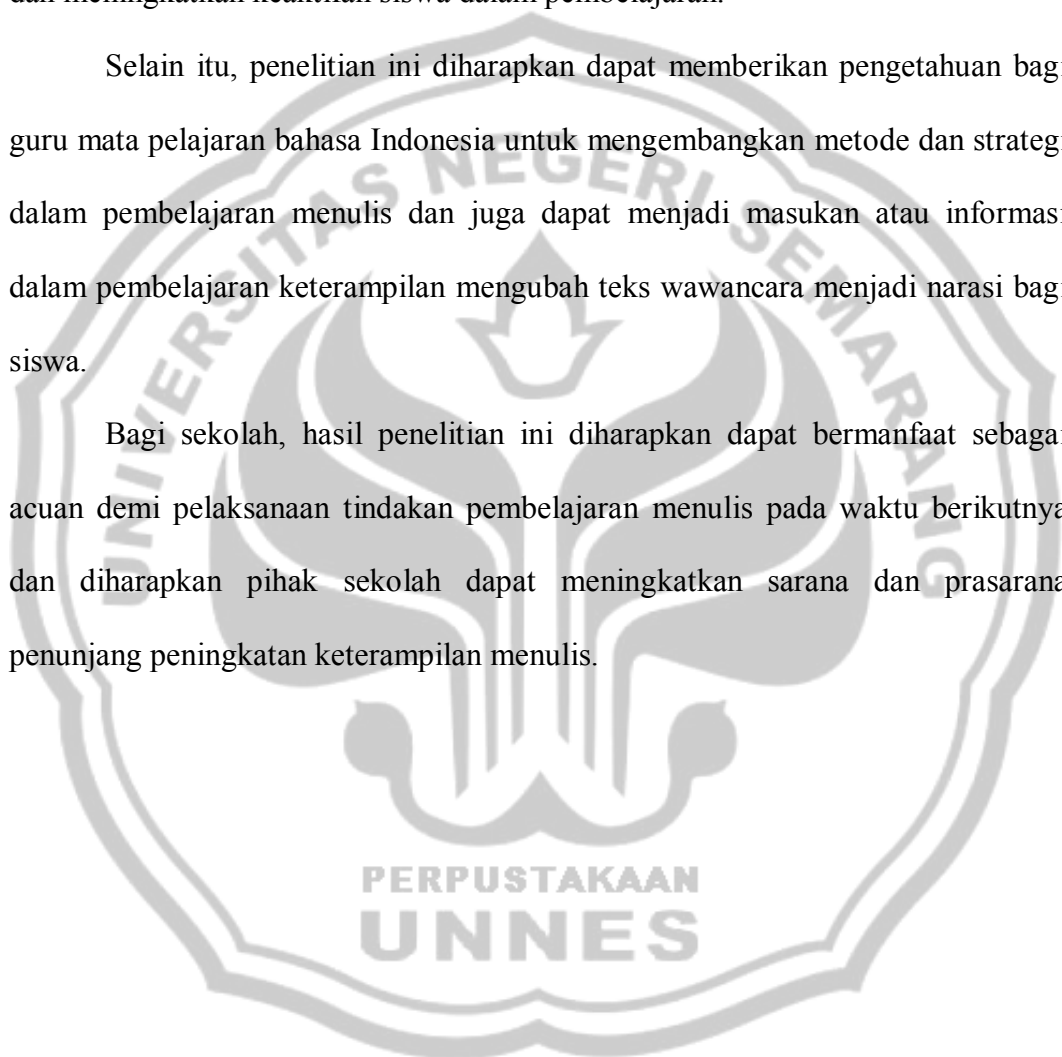 dan meningkatkan keaktifan siswa dalam pembelajaran.
Selain itu, penelitian ini diharapkan dapat memberikan pengetahuan bagi
guru mata pelajaran bahasa Indonesia untuk mengembangkan metode dan strategi
dalam pembelajaran menulis dan juga dapat menjadi masukan atau informasi
dalam pembelajaran keterampilan mengubah teks wawancara menjadi narasi bagi
siswa.
Bagi sekolah, hasil penelitian ini diharapkan dapat bermanfaat sebagai
acuan demi pelaksanaan tindakan pembelajaran menulis pada waktu berikutnya
dan diharapkan pihak sekolah dapat meningkatkan sarana dan prasarana
penunjang peningkatan keterampilan menulis.
UNIVERSITAS NEGERI SEMARANG
PERPUSTAKAAN
UNNES